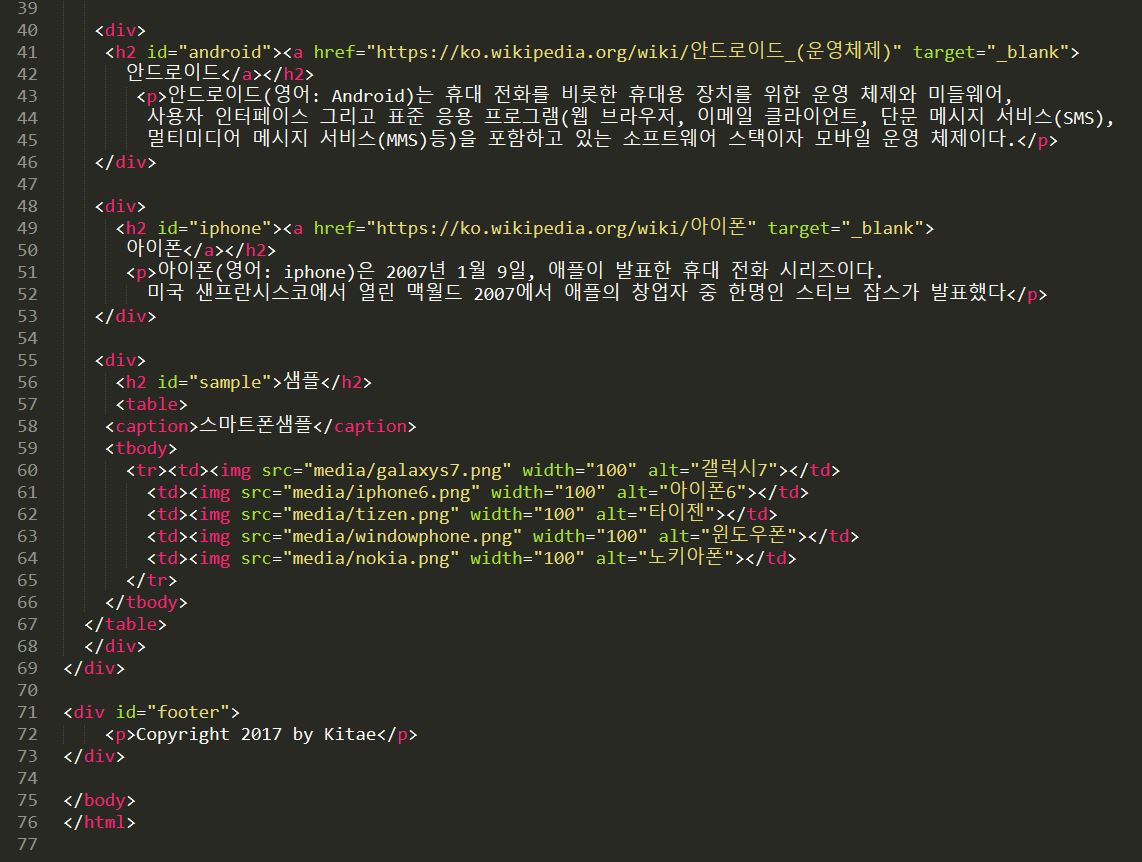 39
40 <div>
41 <h2 id="android"><a href="https://ko.wikipedia.org/wiki/안드로이드_(운영체제)" target="_blank">
42 안드로이드</a></h2>
43 <p>안드로이드(영어: Android)는 휴대 전화를 비롯한 휴대용 장치를 위한 운영 체제와 미들웨어,
44 사용자 인터페이스 그리고 표준 응용 프로그램(웹 브라우저, 이메일 클라이언트, 단문 메시지 서비스(SMS),
45 멀티미디어 메시지 서비스(MMS)등)을 포함하고 있는 소프트웨어 스택이자 모바일 운영 체제이다.</p>
46 </div>
47
48 <div>
49 <h2 id="iphone"><a href="https://ko.wikipedia.org/wiki/아이폰" target="_blank">
50 아이폰</a></h2>
51 <p>아이폰(영어: iphone)은 2007년 1월 9일, 애플이 발표한 휴대 전화 시리즈이다.
52 미국 샌프란시스코에서 열린 맥월드 2007에서 애플의 창업자 중 한명인 스티브 잡스가 발표했다</p>
53 </div>
54
55 <div>
56 <h2 id="sample">샘플</h2>
57 <table>
58 <caption>스마트폰샘플</caption>
59 <tbody>
60 <tr><td><img src="media/galaxys7.png" width="100" alt="갤럭시7"></td>
61 <td><img src="media/iphone6.png" width="100" alt="아이폰6"></td>
62 <td><img src="media/tizen.png" width="100" alt="타이젠"></td>
63 <td><img src="media/windowphone.png" width="100" alt="윈도우폰"></td>
64 <td><img src="media/nokia.png" width="100" alt="노키아폰"></td>
65 </tr>
66 </tbody>
67 </table>
68 </div>
69 </div>
70
71 <div id="footer">
72 <p>Copyright 2017 by Kitae</p>
73 </div>
74
75 </body>
76 </html>
77